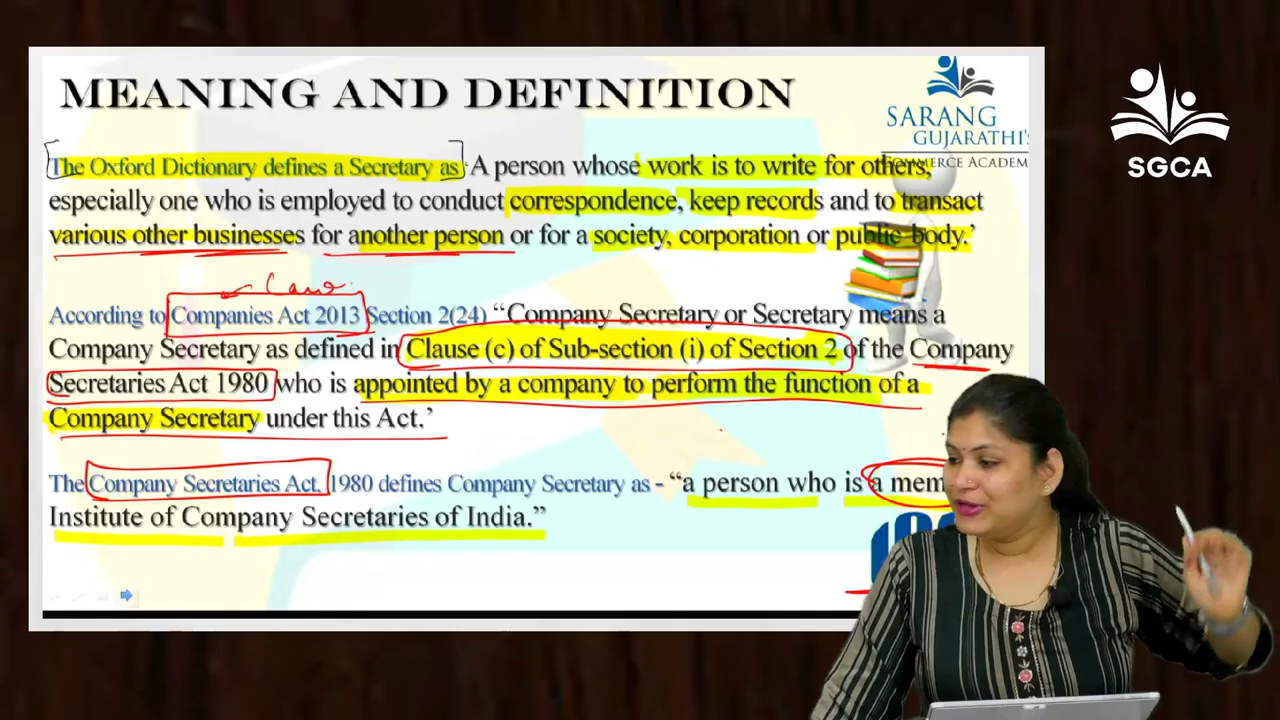 MEANING AND DEFINITION
SARANG
GUJARATHI'S
COMMERCE ACADEM
SGCA
The Oxford Dictionary defines a Secretary as 'A person whose work is to write for others,
especially one who is employed to conduct correspondence, keep records and to transact
various other businesses for another person or for a society, corporation or public body.'
Law
According to Companies Act 2013 Section 2(24) “Company Secretary or Secretary means a
Company Secretary as defined in Clause (c) of Sub-section (i) of Section 2 of the Company
Secretaries Act 1980 who is appointed by a company to perform the function of a
Company Secretary under this Act.’
The Company Secretaries Act, 1980 defines Company Secretary as - “a person who is a mem
Institute of Company Secretaries of India.”